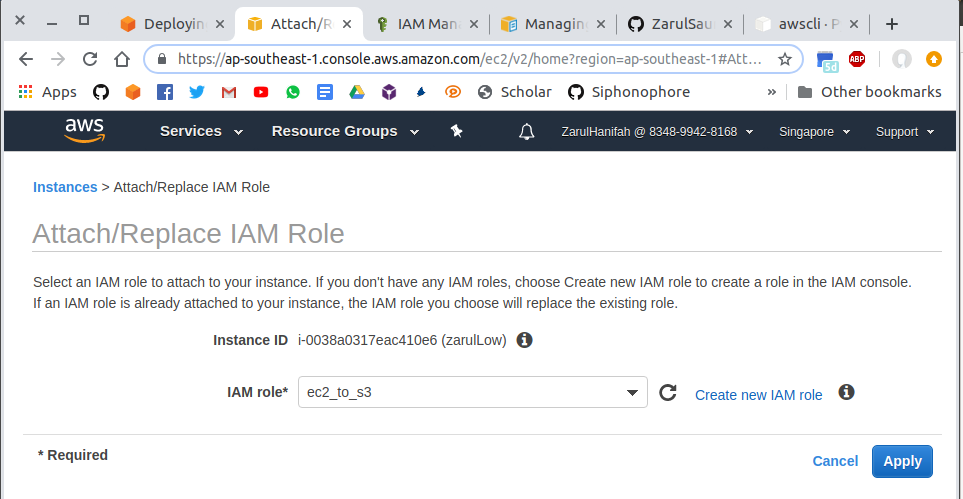 Deploying
Attach/R
IAM Mana
Managing
ZarulSau
awscli · P
https://ap-southeast-1.console.aws.amazon.com/ec2/v2/home?region=ap-southeast-1#Att...
5d
ABP
Apps
Scholar
Siphonophore
»
Other bookmarks
aws
Services
Resource Groups
ZarulHanifah @ 8348-9942-8168
Singapore
Support
Instances > Attach/Replace IAM Role
Attach/Replace IAM Role
Select an IAM role to attach to your instance. If you don't have any IAM roles, choose Create new IAM role to create a role in the IAM console.
If an IAM role is already attached to your instance, the IAM role you choose will replace the existing role.
Instance ID i-0038a0317eac410e6 (zarulLow)
IAM role* ec2_to_s3 Create new IAM role
* Required
Cancel Apply